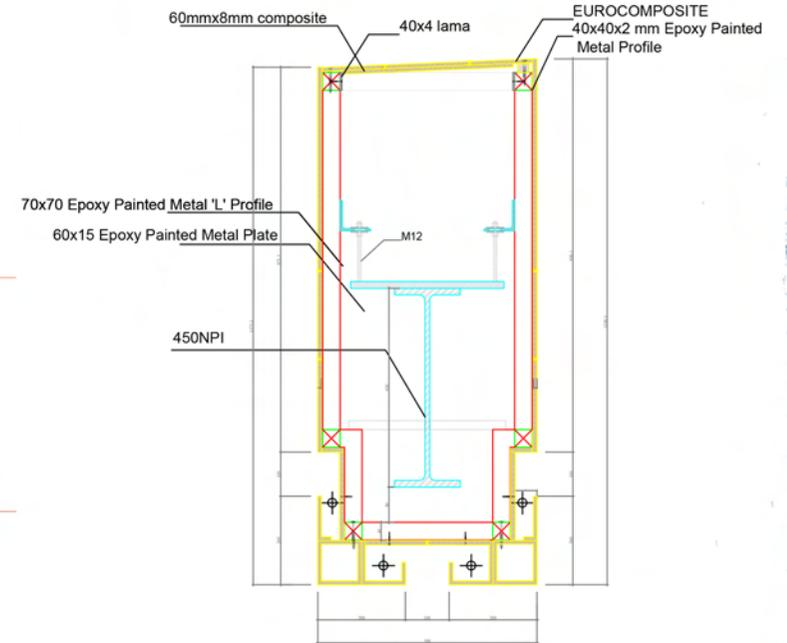 60mmx8mm composite
40x4 lama
EUROCOMPOSITE
40x40x2 mm Epoxy Painted
Metal Profile
70x70 Epoxy Painted Metal 'L' Profile
60x15 Epoxy Painted Metal Plate
M12
450NPI